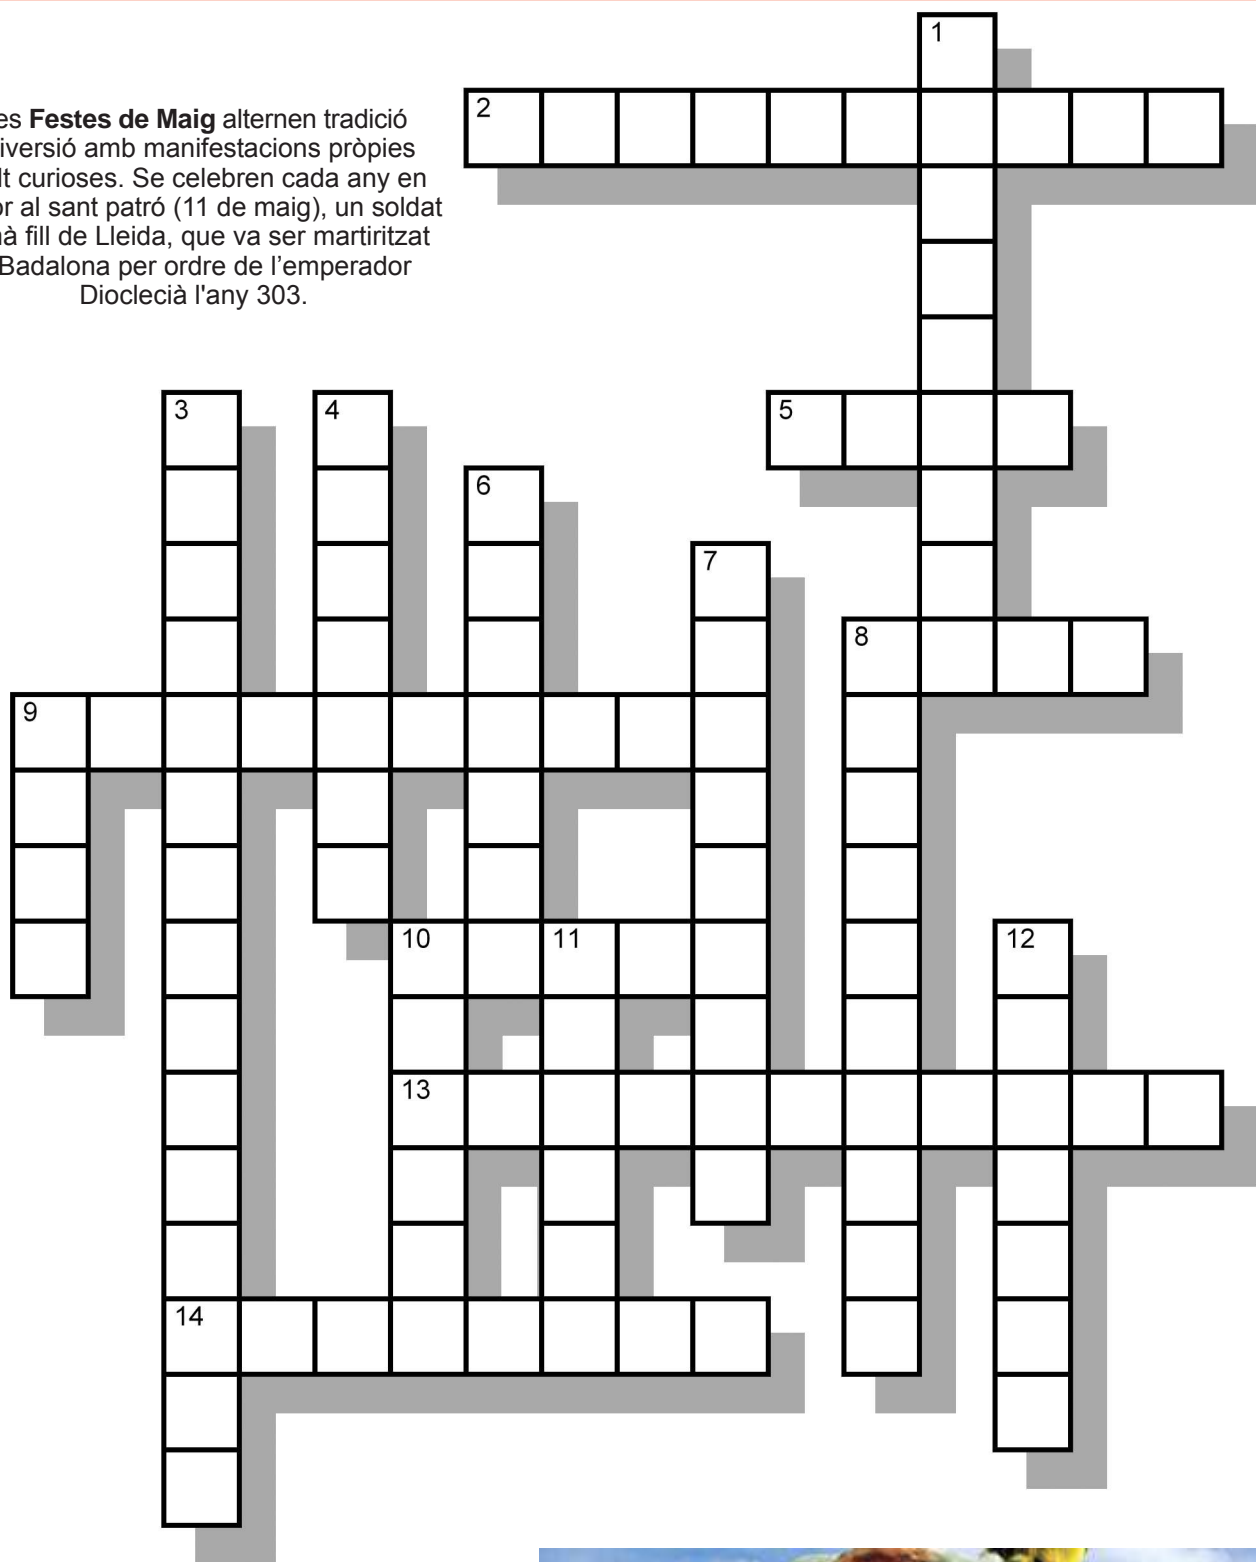 es Festes de Maig alternen tradició
iversió amb manifestacions pròpies
lt curioses. Se celebren cada any en
or al sant patró (11 de maig), un soldat
nà fill de Lleida, que va ser martiritzat
Badalona per ordre de l’emperador
Dioclecià l'any 303.
1
2
3
4
5
6
7
8
9
10
11
12
13
14